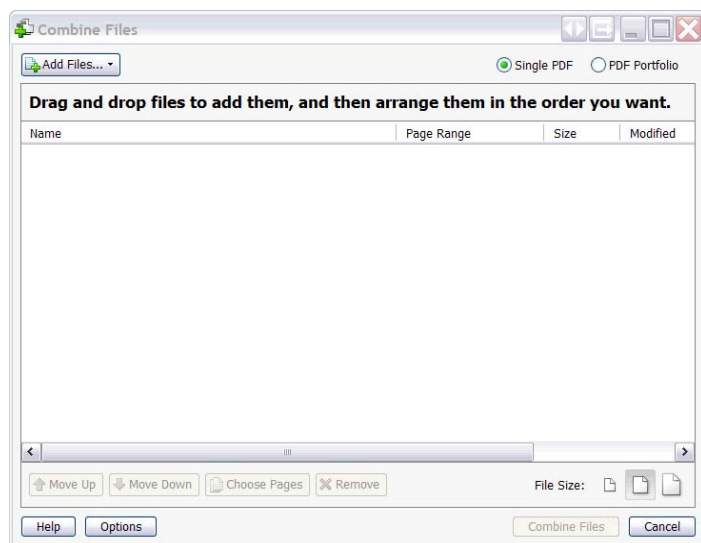 Combine Files
Add Files...
Single PDF PDF Portfolio
Drag and drop files to add them, and then arrange them in the order you want.
Name Page Range Size Modified
Move Up Move Down Choose Pages Remove File Size:
Help Options Combine Files Cancel